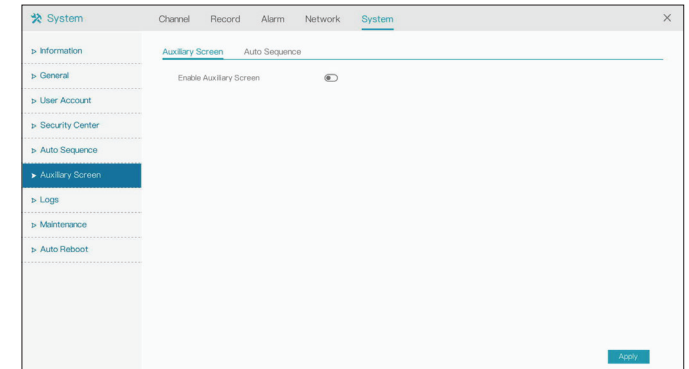 System
Channel Record Alarm Network System
Information
General
User Account
Security Center
Auto Sequence
Auxiliary Screen
Logs
Maintenance
Auto Reboot
Auxiliary Screen Auto Sequence
Enable Auxiliary Screen
Apply